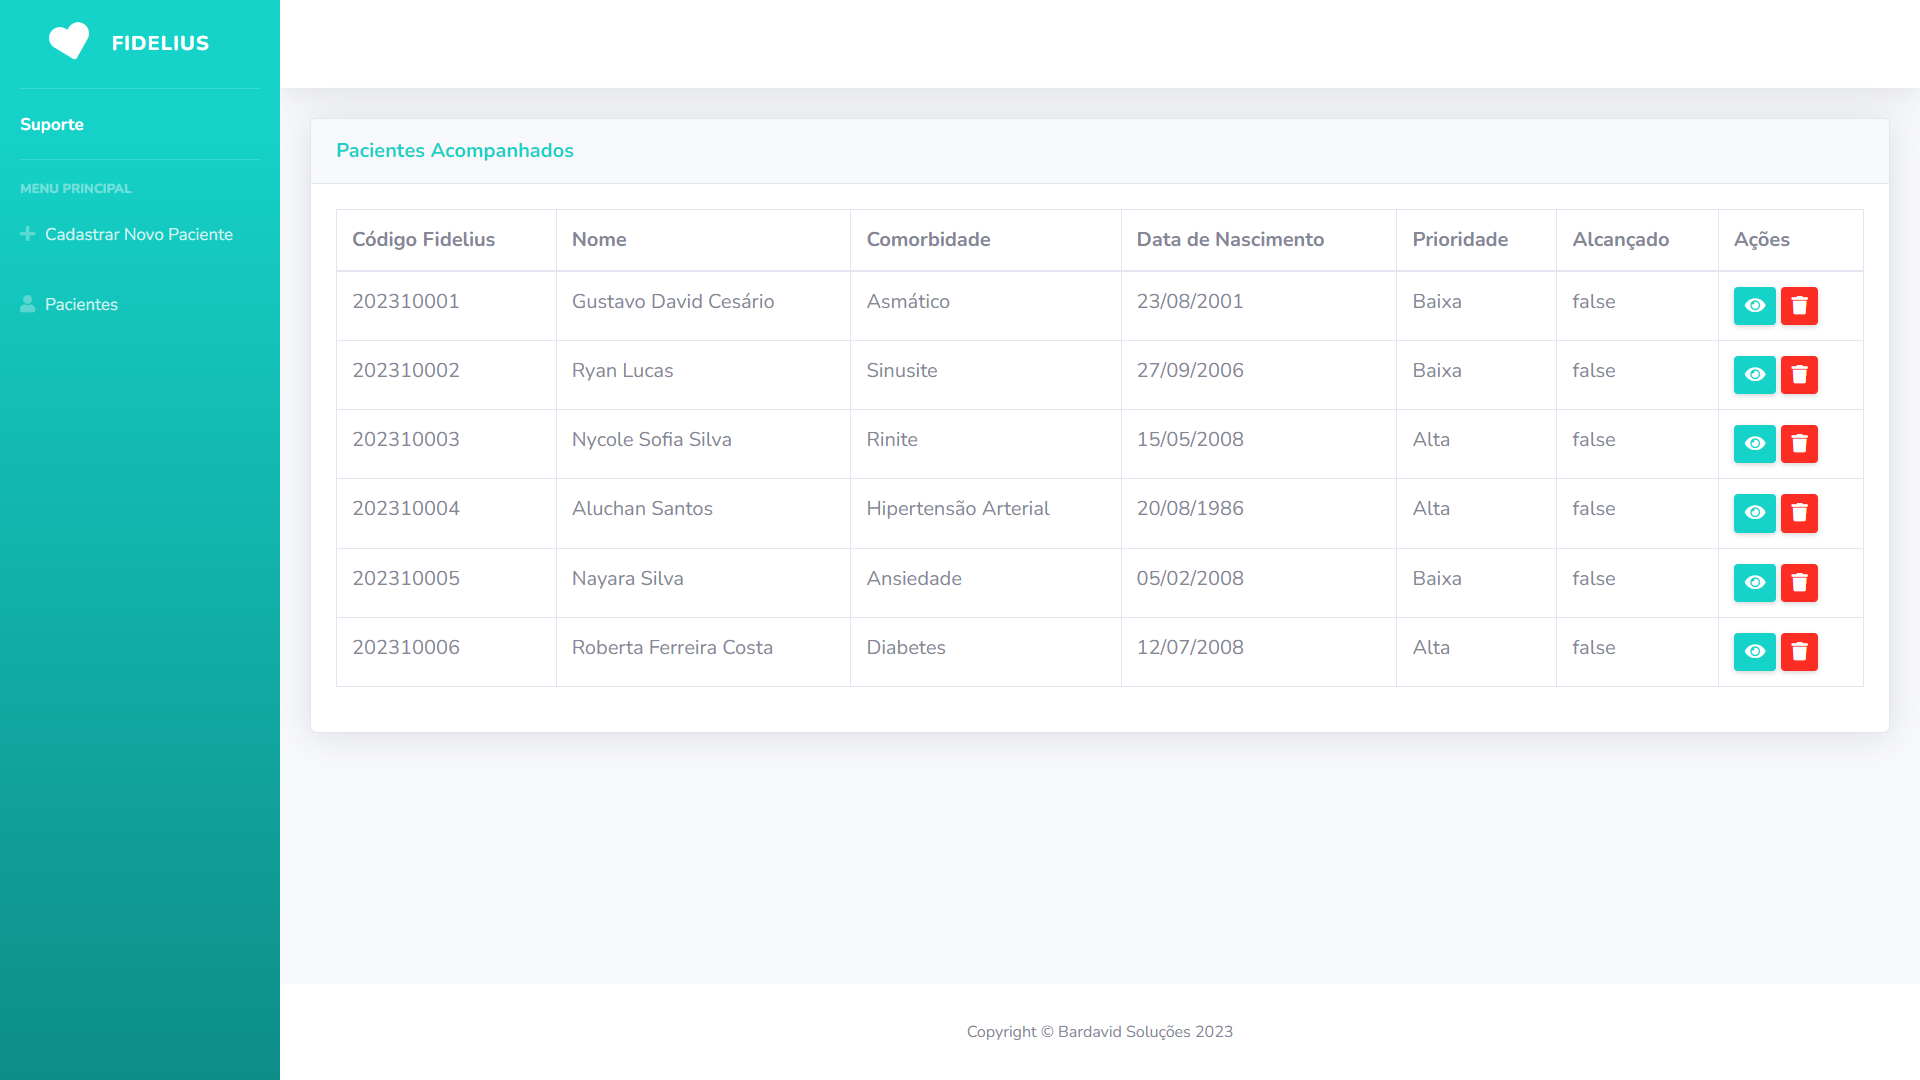 FIDELIUS
Suporte
MENU PRINCIPAL
Cadastrar Novo Paciente
Pacientes
Pacientes Acompanhados
Código Fidelius Nome Comorbidade Data de Nascimento Prioridade Alcançado Ações
202310001 Gustavo David Cesário Asmático 23/08/2001 Baixa false
202310002 Ryan Lucas Sinusite 27/09/2006 Baixa false
202310003 Nycole Sofia Silva Rinite 15/05/2008 Alta false
202310004 Aluchan Santos Hipertensão Arterial 20/08/1986 Alta false
202310005 Nayara Silva Ansiedade 05/02/2008 Baixa false
202310006 Roberta Ferreira Costa Diabetes 12/07/2008 Alta false
Copyright © Bardavid Soluções 2023